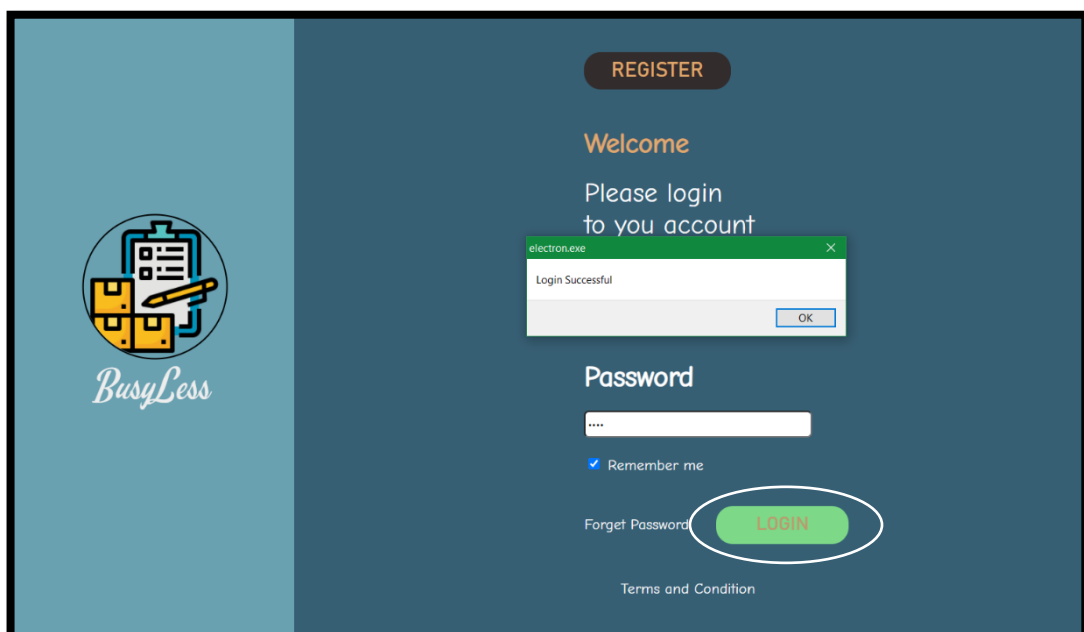 REGISTER
Welcome
Please login
to you account
electron.exe
Login Successful
OK
Password
....
Remember me
Forget Password
LOGIN
Terms and Condition
BusyLess